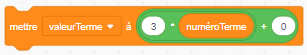 mettre valeurTerme ▾ à 3 * numéroTerme + 0